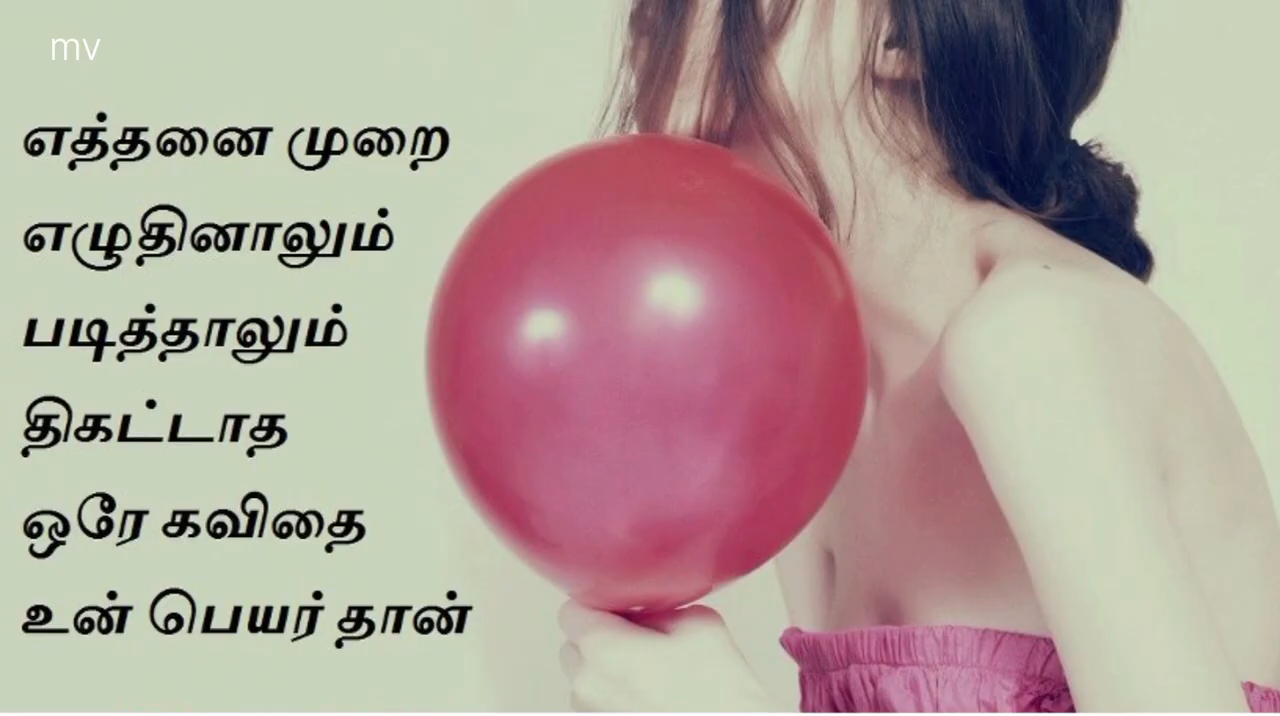 mv
எத்தனை முறை
எழுதினாலும்
படித்தாலும்
திகட்டாத
ஒரே கவிதை
உன் பெயர் தான்